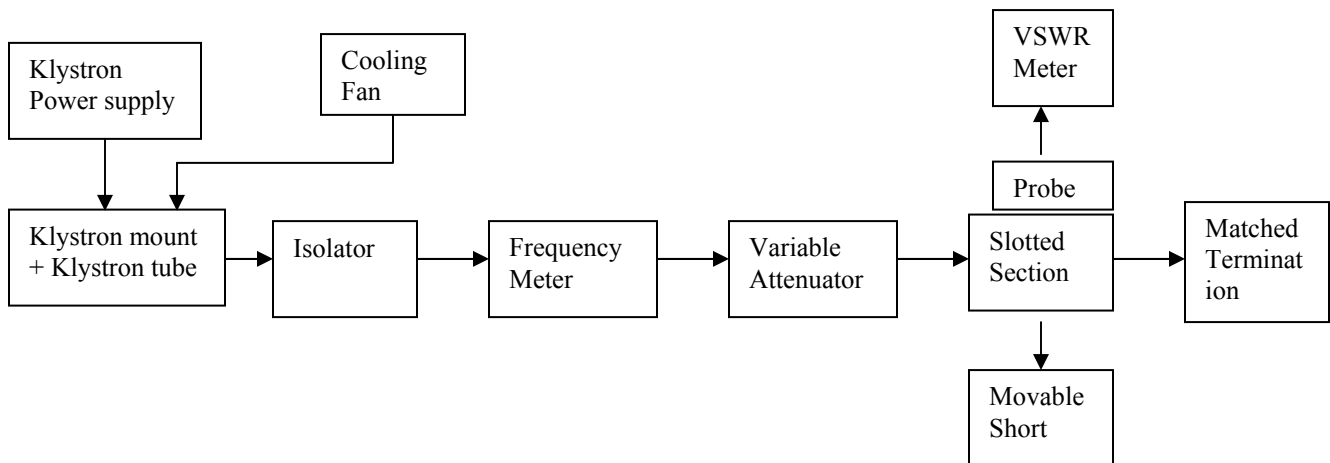 Klystron
Power supply
Cooling
Fan
VSWR
Meter
Probe
Klystron mount
+ Klystron tube
Isolator
Frequency
Meter
Variable
Attenuator
Slotted
Section
Matched
Terminat
ion
Movable
Short